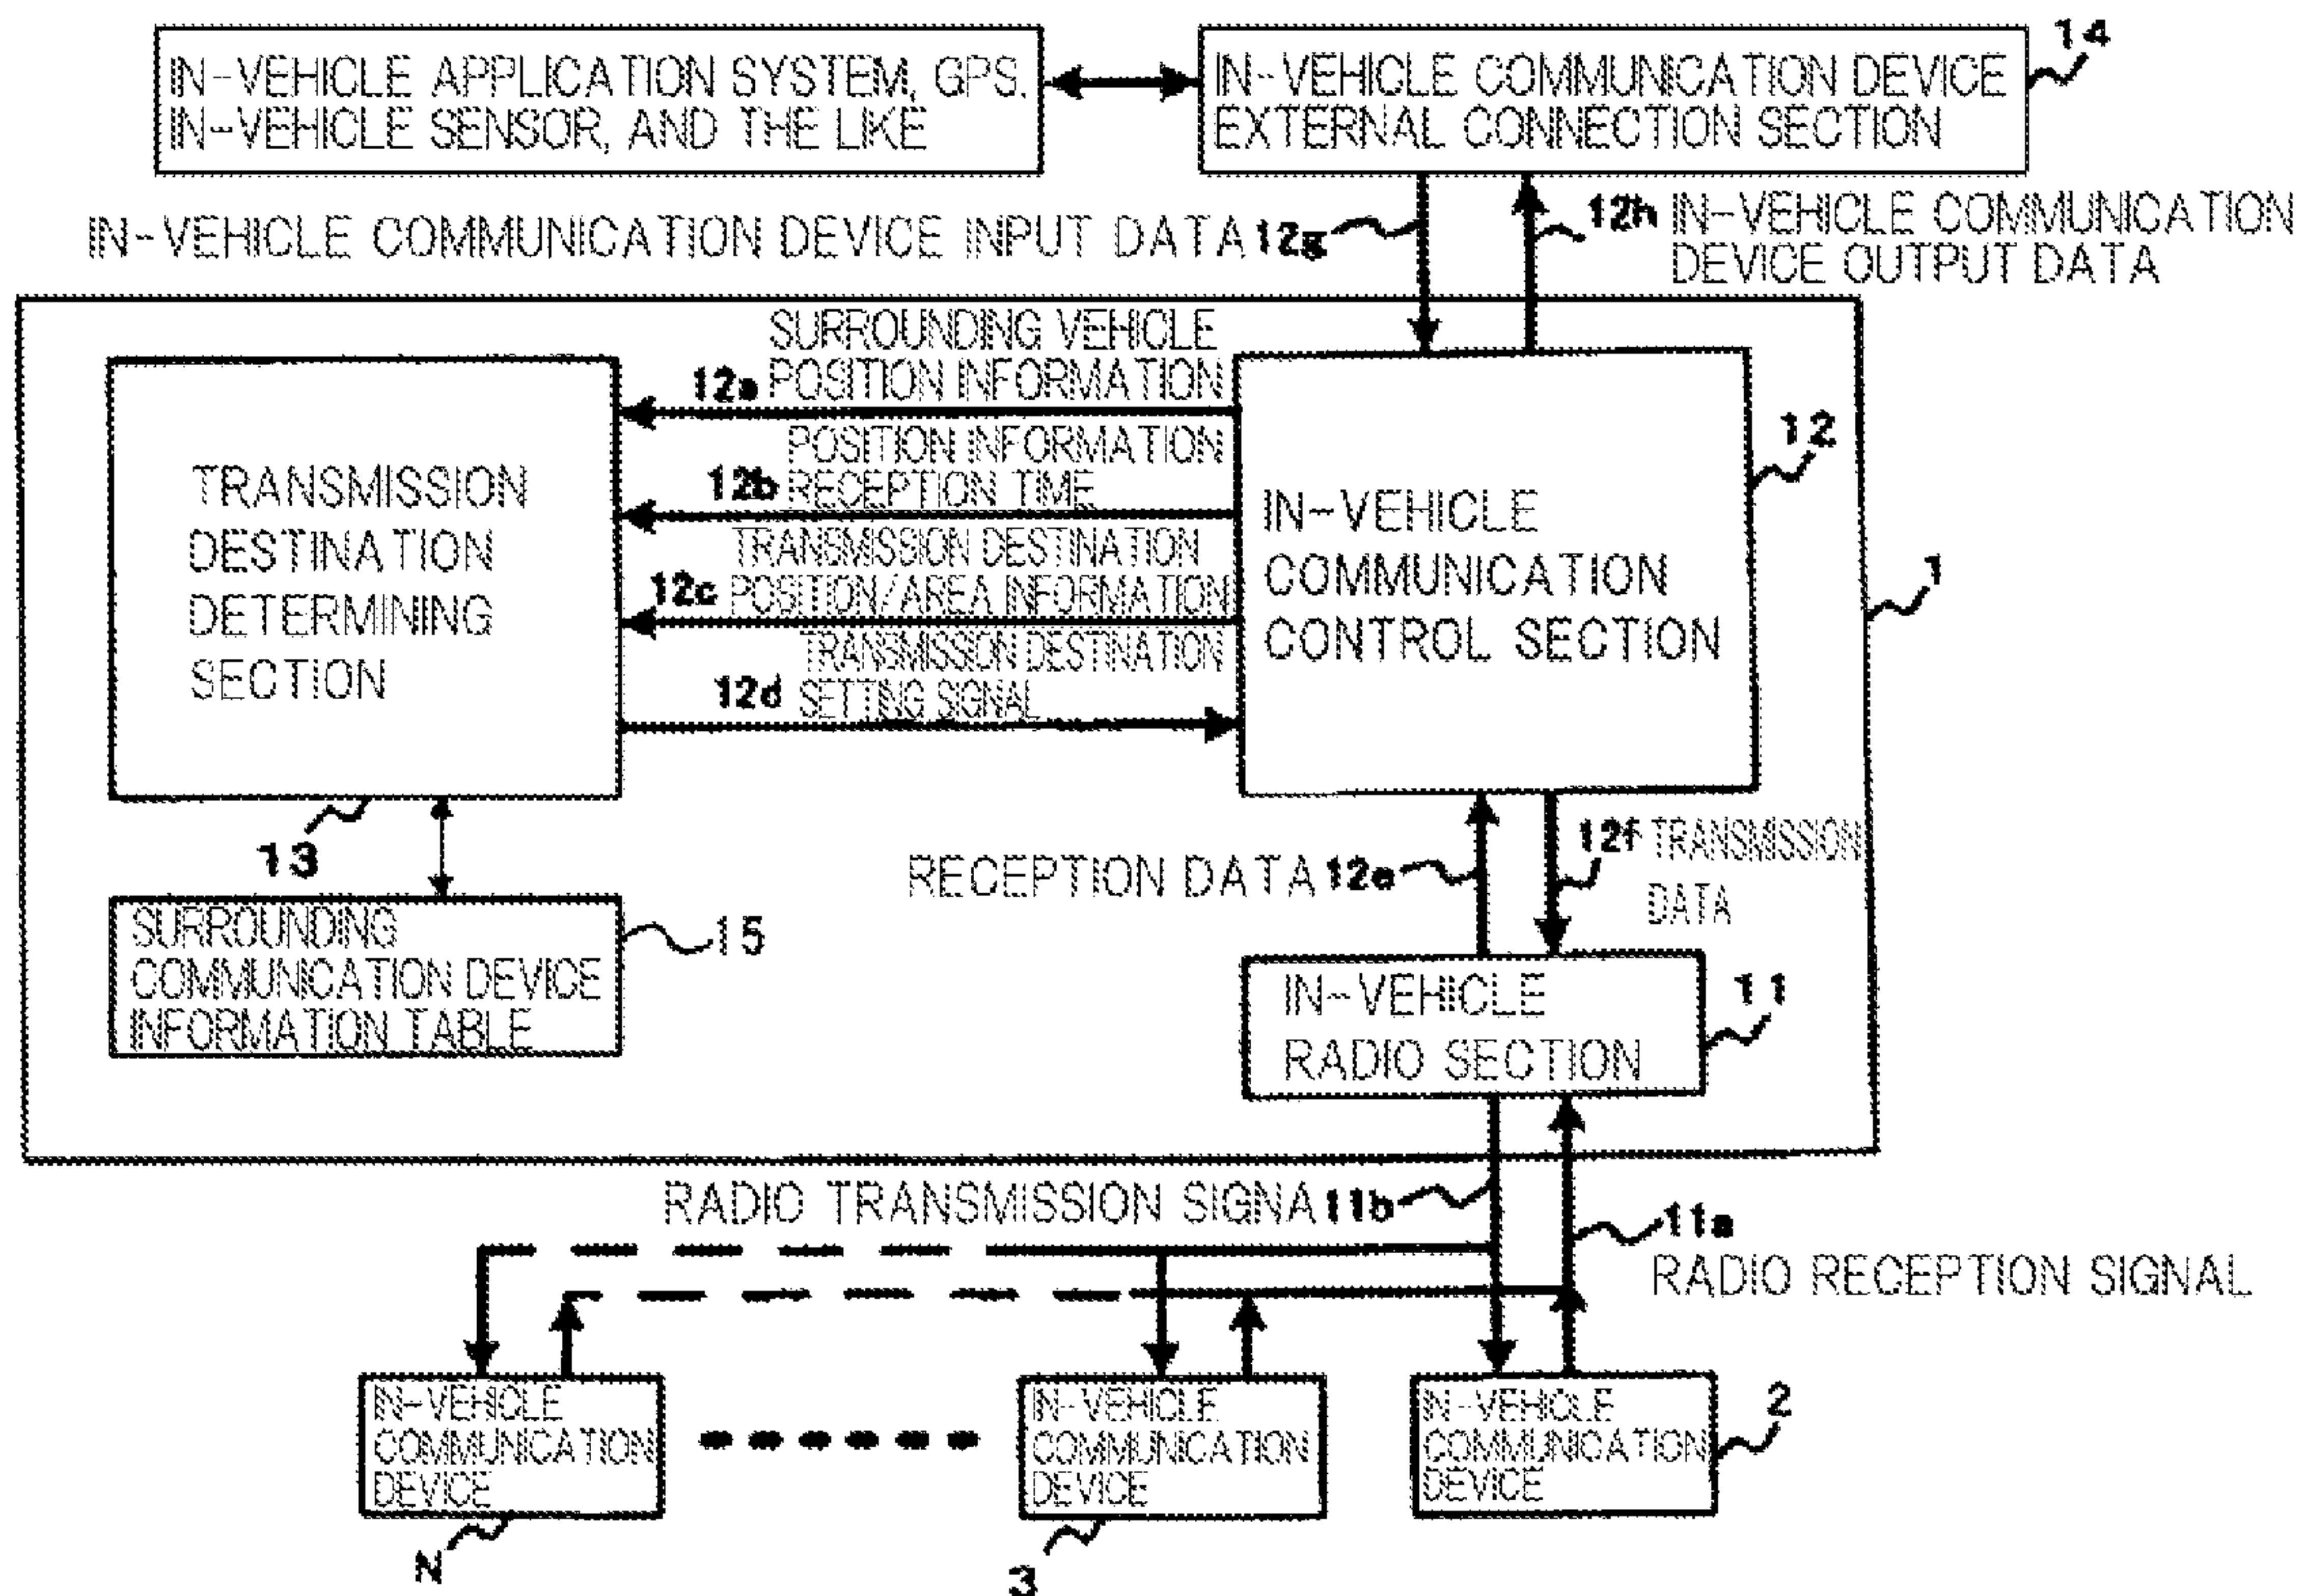 14
IN-VEHICLE APPLICATION SYSTEM, GPS,
IN-VEHICLE SENSOR, AND THE LIKE
IN-VEHICLE COMMUNICATION DEVICE
EXTERNAL CONNECTION SECTION
IN-VEHICLE COMMUNICATION DEVICE INPUT DATA 12g
12h IN-VEHICLE COMMUNICATION
DEVICE OUTPUT DATA
SURROUNDING VEHICLE
12a POSITION INFORMATION
POSITION INFORMATION
12b RECEPTION TIME
TRANSMISSION DESTINATION
12c POSITION/AREA INFORMATION
TRANSMISSION DESTINATION
12d SETTING SIGNAL
TRANSMISSION
DESTINATION
DETERMINING
SECTION
13
IN-VEHICLE
COMMUNICATION
CONTROL SECTION
12
1
SURROUNDING
COMMUNICATION DEVICE
INFORMATION TABLE
15
RECEPTION DATA 12e
12f TRANSMISSION
DATA
IN-VEHICLE
RADIO SECTION
11
RADIO TRANSMISSION SIGNA 11b
11a
RADIO RECEPTION SIGNAL
IN-VEHICLE
COMMUNICATION
DEVICE
N
IN-VEHICLE
COMMUNICATION
DEVICE
3
IN-VEHICLE
COMMUNICATION
DEVICE
2